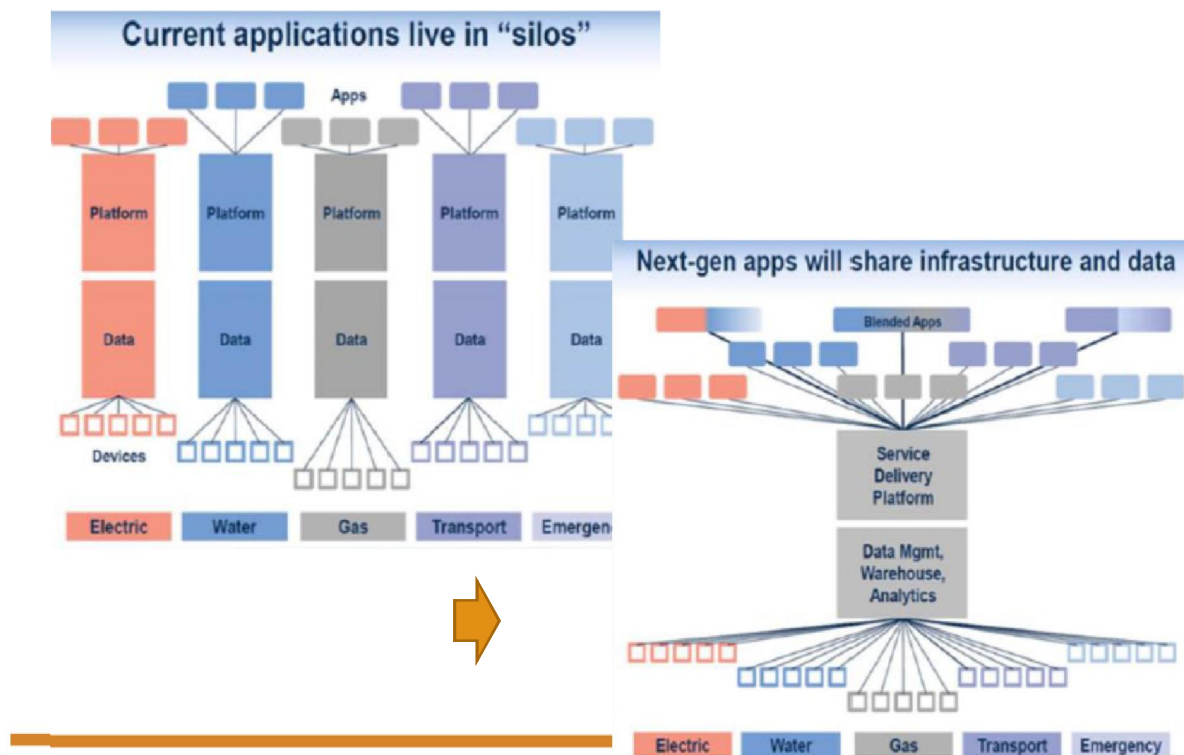 Current applications live in “silos”
Apps
Platform
Platform
Platform
Platform
Platform
Data
Data
Data
Data
Data
Devices
Electric
Water
Gas
Transport
Emergenc
Next-gen apps will share infrastructure and data
Blended Apps
Service
Delivery
Platform
Data Mgmt,
Warehouse,
Analytics
Electric
Water
Gas
Transport
Emergency